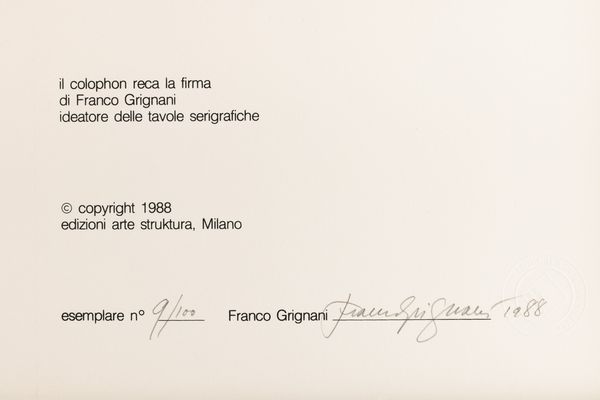 il colophon reca la firma
di Franco Grignani
ideatore delle tavole serigrafiche
© copyright 1988
edizioni arte struktura, Milano
esemplare n° 9/100 Franco Grignani Franco Grignani 1988